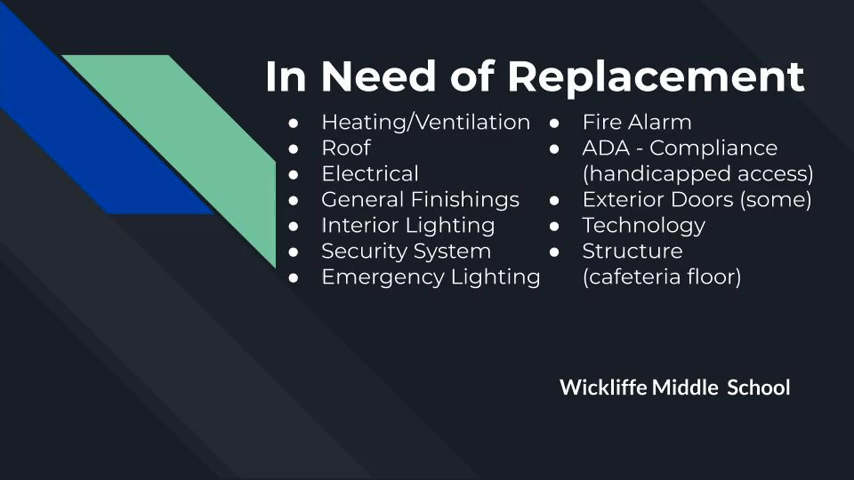 In Need of Replacement
● Heating/Ventilation
● Roof
● Electrical
● General Finishings
● Interior Lighting
● Security System
● Emergency Lighting
● Fire Alarm
● ADA - Compliance
(handicapped access)
● Exterior Doors (some)
● Technology
● Structure
(cafeteria floor)
Wickliffe Middle School